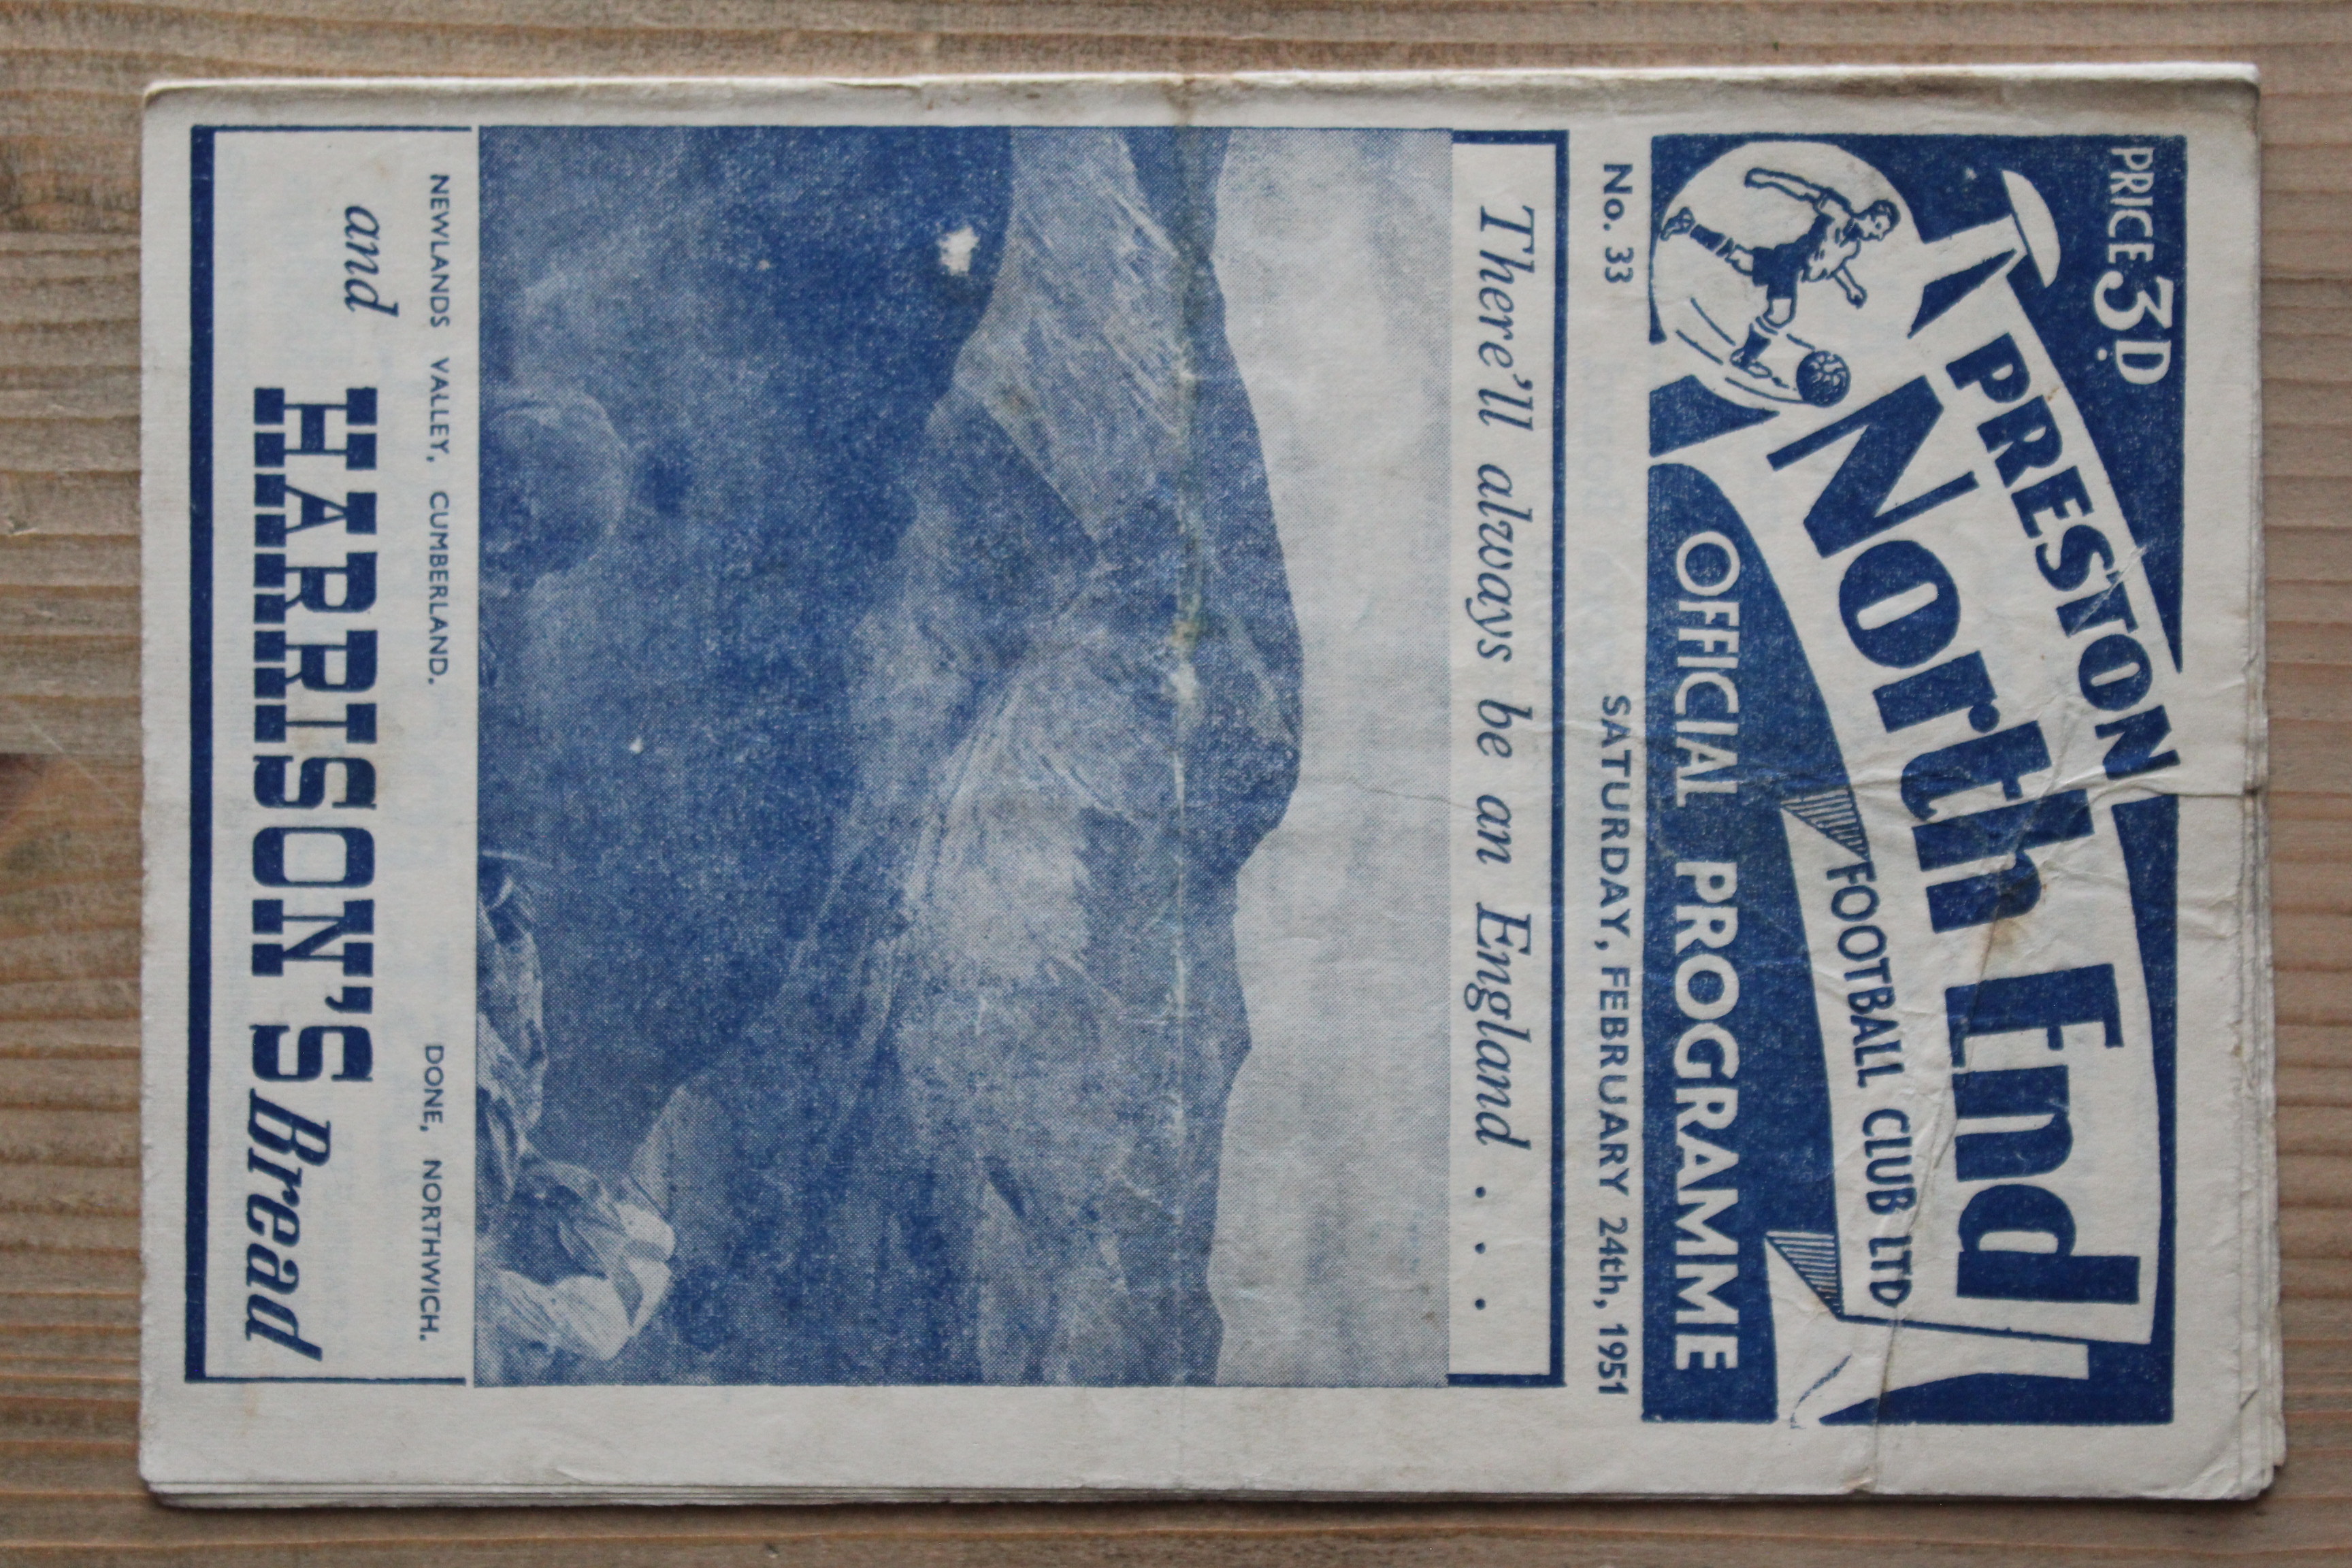 PRICE 3D.
PRESTON
North End
FOOTBALL CLUB LTD
OFFICIAL PROGRAMME
No. 33 SATURDAY, FEBRUARY 24th, 1951
There'll always be an England . . .
NEWLANDS VALLEY, CUMBERLAND. DONE, NORTHWICH.
and HARRISON'S Bread